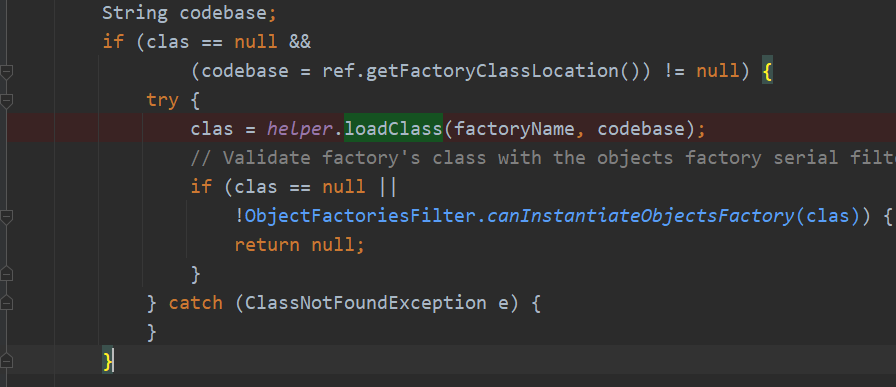 String codebase;
if (clas == null &&
(codebase = ref.getFactoryClassLocation()) != null) {
try {
clas = helper.loadClass(factoryName, codebase);
// Validate factory's class with the objects factory serial filt
if (clas == null ||
!ObjectFactoriesFilter.canInstantiateObjectsFactory(clas)) {
return null;
}
} catch (ClassNotFoundException e) {
}
}